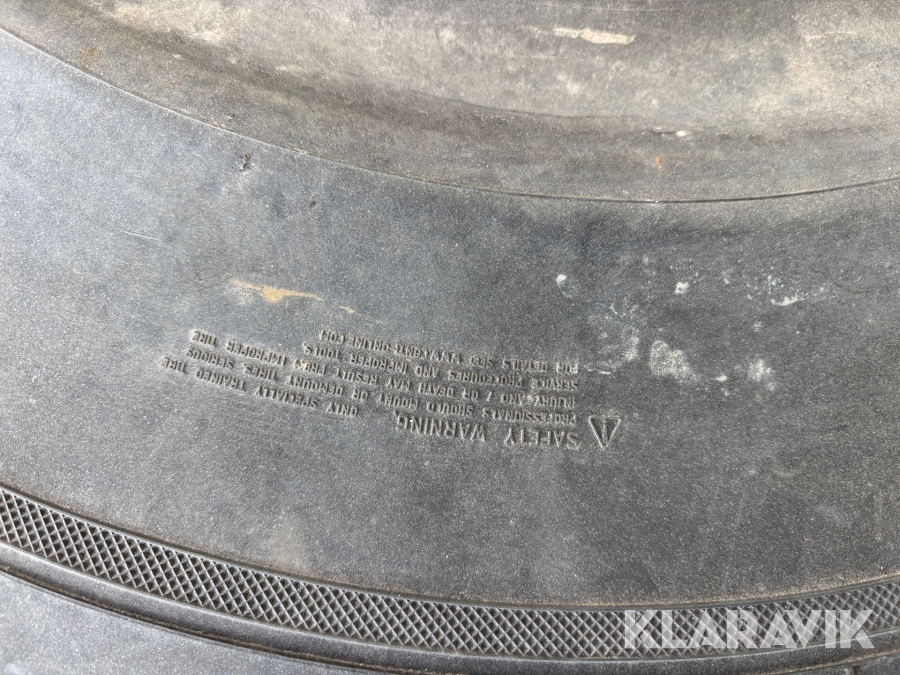 ⚠ SAFETY WARNING,
ONLY SPECIALLY TRAINED TIRE
PROFESSIONALS SHOULD MOUNT OR DISMOUNT TIRES. SERIOUS
INJURY AND / OR DEATH MAY RESULT FROM IMPROPER TIRE
SERVICE PROCEDURES AND IMPROPER TOOLS.
FOR DETAILS SEE:
KLARAVIK